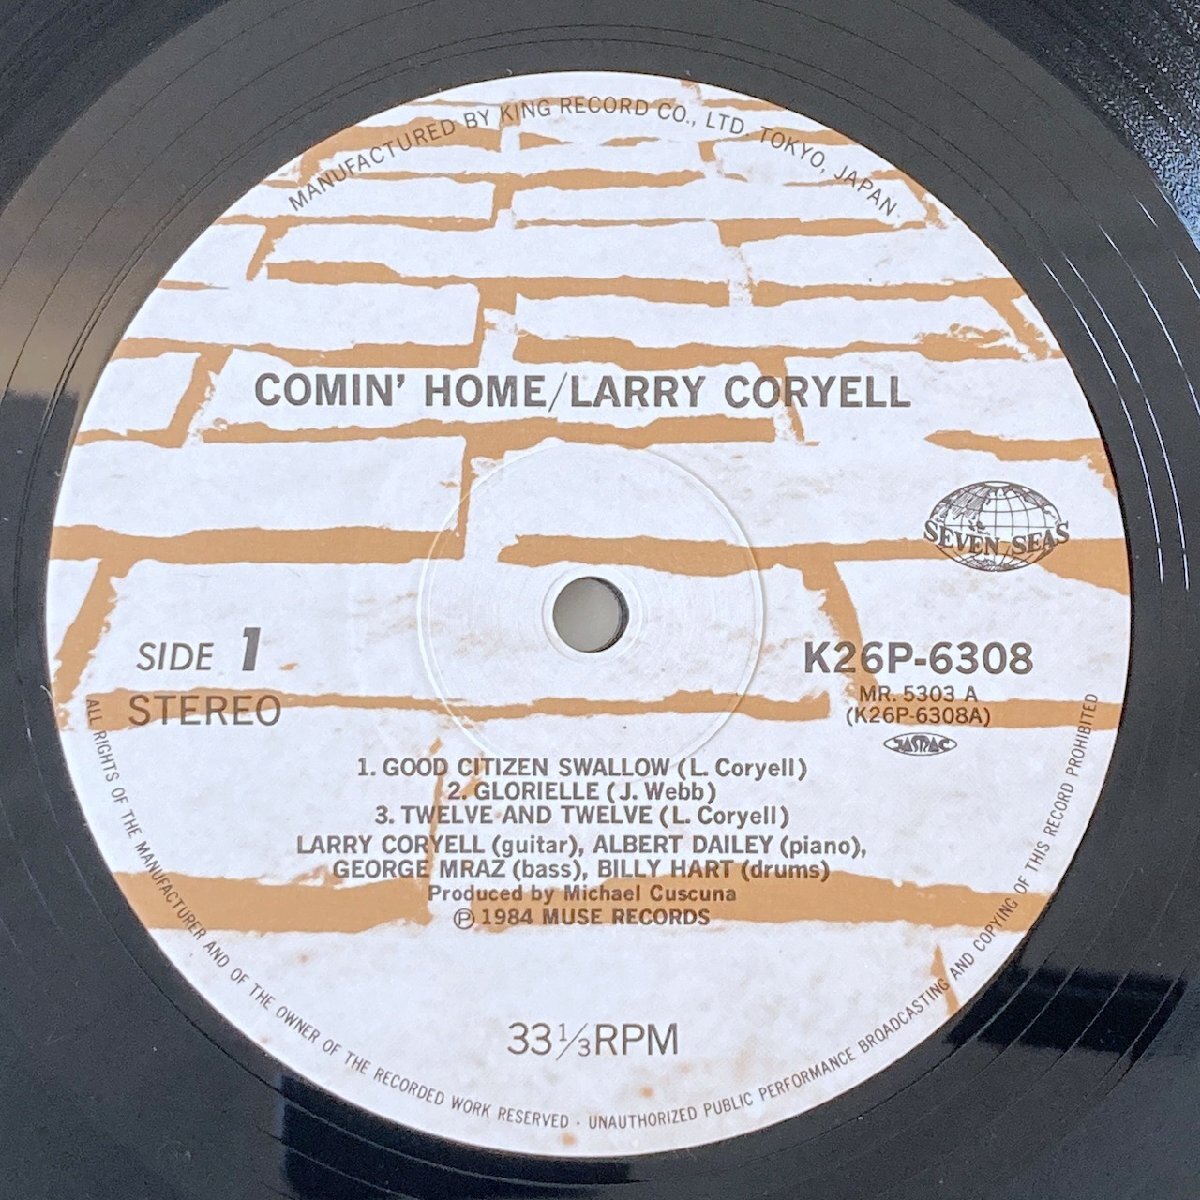 MANUFACTURED BY KING RECORD CO., LTD. TOKYO, JAPAN
COMIN' HOME/LARRY CORYELL
SEVEN SEAS
SIDE 1
STEREO
K26P-6308
MR. 5303 A
(K26P-6308A)
JASRAC
1. GOOD CITIZEN SWALLOW (L. Coryell)
2. GLORIELLE (J. Webb)
3. TWELVE AND TWELVE (L. Coryell)
LARRY CORYELL (guitar), ALBERT DAILEY (piano),
GEORGE MRAZ (bass), BILLY HART (drums)
Produced by Michael Cuscuna
℗ 1984 MUSE RECORDS
33 1/3 RPM
ALL RIGHTS OF THE MANUFACTURER AND OF THE OWNER OF THE RECORDED WORK RESERVED · UNAUTHORIZED PUBLIC PERFORMANCE BROADCASTING AND COPYING OF THIS RECORD PROHIBITED